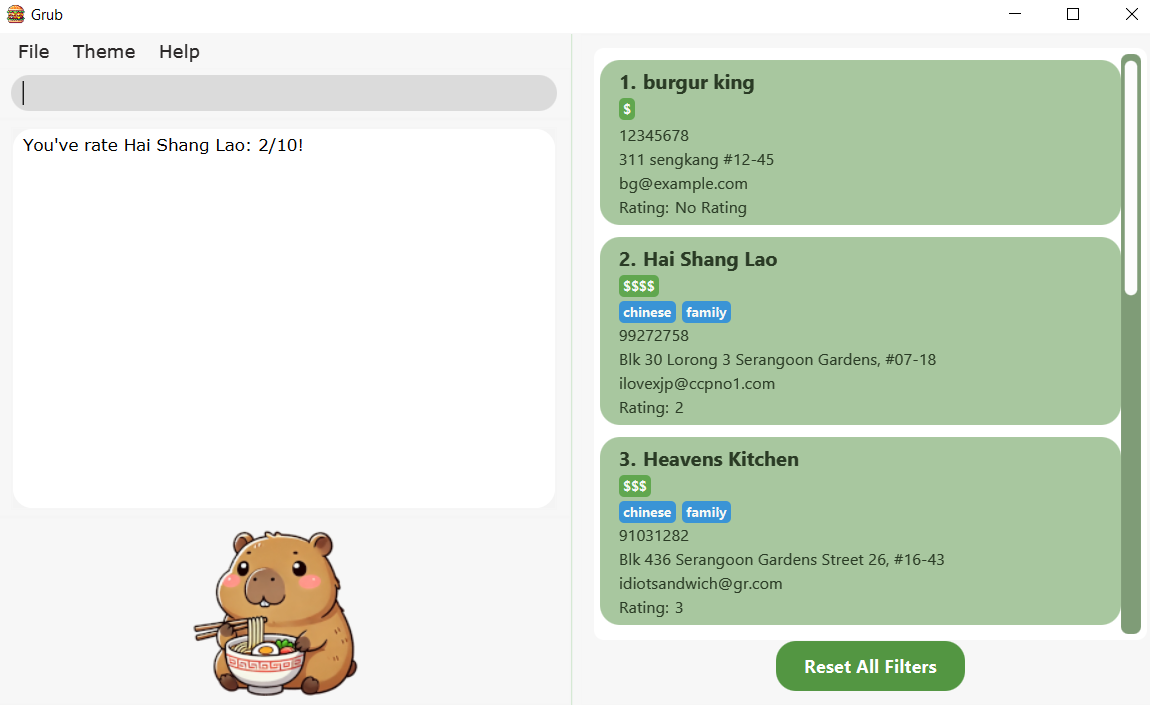 Grub
File Theme Help
You've rate Hai Shang Lao: 2/10!
1. burgur king
$
12345678
311 sengkang #12-45
bg@example.com
Rating: No Rating
2. Hai Shang Lao
$$$$
chinese family
99272758
Blk 30 Lorong 3 Serangoon Gardens, #07-18
ilovexjp@ccpno1.com
Rating: 2
3. Heavens Kitchen
$$$
chinese family
91031282
Blk 436 Serangoon Gardens Street 26, #16-43
idiotsandwich@gr.com
Rating: 3
Reset All Filters